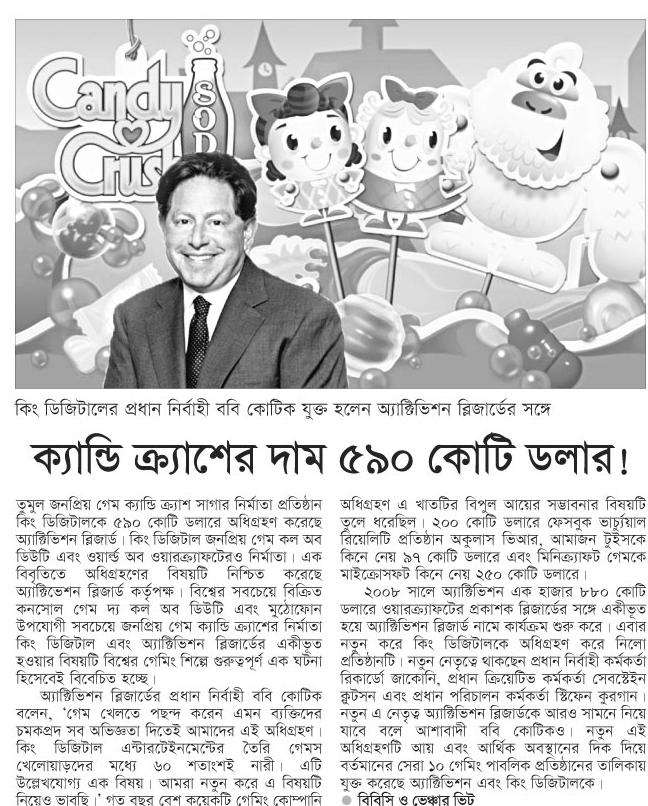 Candy
Crush
SOD
কিং ডিজিটালের প্রধান নির্বাহী ববি কোটিক যুক্ত হলেন অ্যাক্টিভিশন ব্লিজার্ডের সঙ্গে
ক্যান্ডি ক্র্যাশের দাম ৫৯০ কোটি ডলার!
তুমুল জনপ্রিয় গেম ক্যান্ডি ক্র্যাশ সাগার নির্মাতা প্রতিষ্ঠান
কিং ডিজিটালকে ৫৯০ কোটি ডলারে অধিগ্রহণ করেছে
অ্যাক্টিভিশন ব্লিজার্ড। কিং ডিজিটাল জনপ্রিয় গেম কল অব
ডিউটি এবং ওয়ার্ল্ড অব ওয়ারক্র্যাফটেরও নির্মাতা। এক
বিবৃতিতে অধিগ্রহণের বিষয়টি নিশ্চিত করেছে
অ্যাক্টিভেশন ব্লিজার্ড কর্তৃপক্ষ। বিশ্বের সবচেয়ে বিক্রিত
কনসোল গেম দ্য কল অব ডিউটি এবং মুঠোফোন
উপযোগী সবচেয়ে জনপ্রিয় গেম ক্যান্ডি ক্র্যাশের নির্মাতা
কিং ডিজিটাল এবং অ্যাক্টিভিশন ব্লিজার্ডের একীভূত
হওয়ার বিষয়টি বিশ্বের গেমিং শিল্পে গুরুত্বপূর্ণ এক ঘটনা
হিসেবেই বিবেচিত হচ্ছে।
অ্যাক্টিভিশন ব্লিজার্ডের প্রধান নির্বাহী ববি কোটিক
বলেন, ‘গেম খেলতে পছন্দ করেন এমন ব্যক্তিদের
চমকপ্রদ সব অভিজ্ঞতা দিতেই আমাদের এই অধিগ্রহণ।
কিং ডিজিটাল এন্টারটেইনমেন্টের তৈরি গেমস
খেলোয়াড়দের মধ্যে ৬০ শতাংশই নারী। এটি
উল্লেখযোগ্য এক বিষয়। আমরা নতুন করে এ বিষয়টি
নিয়েও ভাবছি।’ গত বছর বেশ কয়েকটি গেমিং কোম্পানি
অধিগ্রহণ এ খাতটির বিপুল আয়ের সম্ভাবনার বিষয়টি
তুলে ধরেছিল। ২০০ কোটি ডলারে ফেসবুক ভার্চ্যুয়াল
রিয়েলিটি প্রতিষ্ঠান অকুলাস ভিআর, আমাজন টুইসকে
কিনে নেয় ৯৭ কোটি ডলারে এবং মিনিক্র্যাফট গেমকে
মাইক্রোসফট কিনে নেয় ২৫০ কোটি ডলারে।
২০০৮ সালে অ্যাক্টিভিশন এক হাজার ৮৮০ কোটি
ডলারে ওয়ারক্র্যাফটের প্রকাশক ব্লিজার্ডের সঙ্গে একীভূত
হয়ে অ্যাক্টিভিশন ব্লিজার্ড নামে কার্যক্রম শুরু করে। এবার
নতুন করে কিং ডিজিটালকে অধিগ্রহণ করে নিলো
প্রতিষ্ঠানটি। নতুন নেতৃত্বে থাকছেন প্রধান নির্বাহী কর্মকর্তা
রিকার্ডো জাকোনি, প্রধান ক্রিয়েটিভ কর্মকর্তা সেবস্টেইন
ক্লুটসন এবং প্রধান পরিচালন কর্মকর্তা স্টিফেন কুরগান।
নতুন এ নেতৃত্ব অ্যাক্টিভিশন ব্লিজার্ডকে আরও সামনে নিয়ে
যাবে বলে আশাবাদী ববি কোটিকও। নতুন এই
অধিগ্রহণটি আয় এবং আর্থিক অবস্থানের দিক দিয়ে
বর্তমানের সেরা ১০ গেমিং পাবলিক প্রতিষ্ঠানের তালিকায়
যুক্ত করেছে অ্যাক্টিভিশন এবং কিং ডিজিটালকে।
● বিবিসি ও ভেঞ্চার ভিট